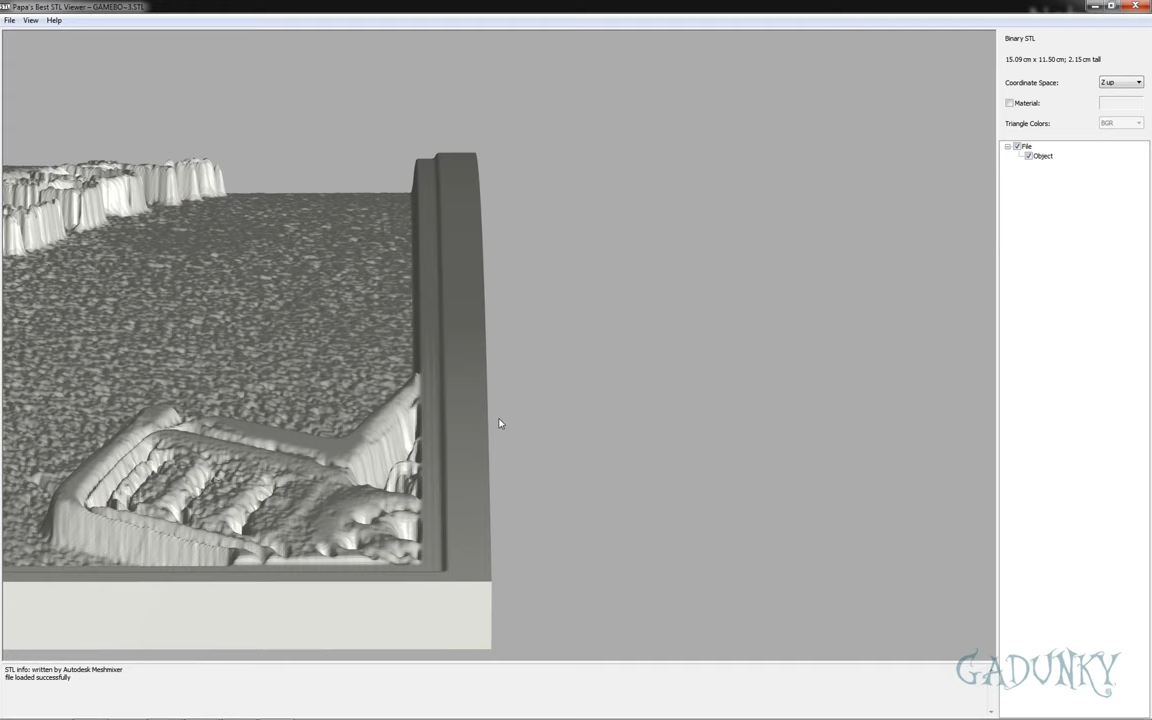 STL Papa's Best STL Viewer - GAMEBO~3.STL
File View Help
Binary STL
15.09 cm x 11.50 cm; 2.15 cm tall
Coordinate Space: Z up
Material:
Triangle Colors: BGR
File
Object
STL info: written by Autodesk Meshmixer
file loaded successfully
GADUNKY